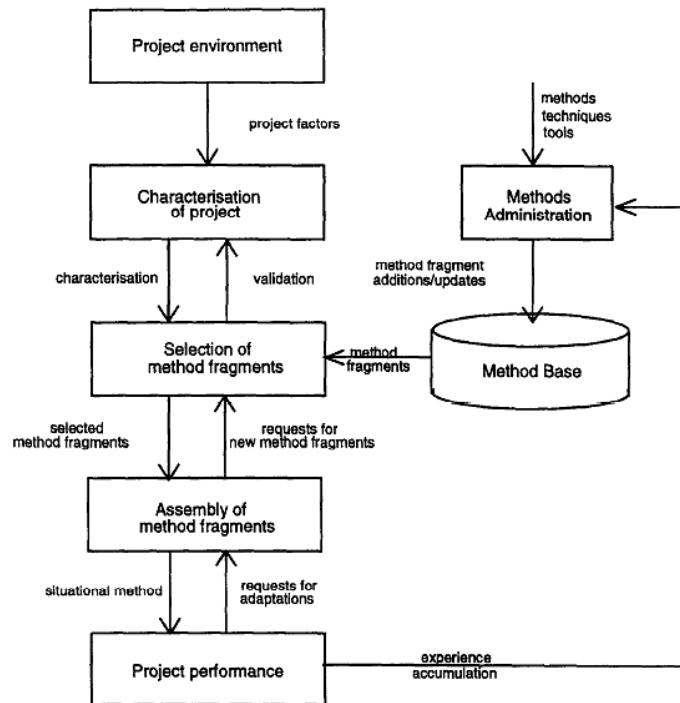 Project environment
project factors
methods
techniques
tools
Characterisation
of project
Methods
Administration
characterisation
validation
method fragment
additions/updates
Selection of
method fragments
method
fragments
Method Base
selected
method fragments
requests for
new method fragments
Assembly of
method fragments
situational method
requests for
adaptations
Project performance
experience
accumulation